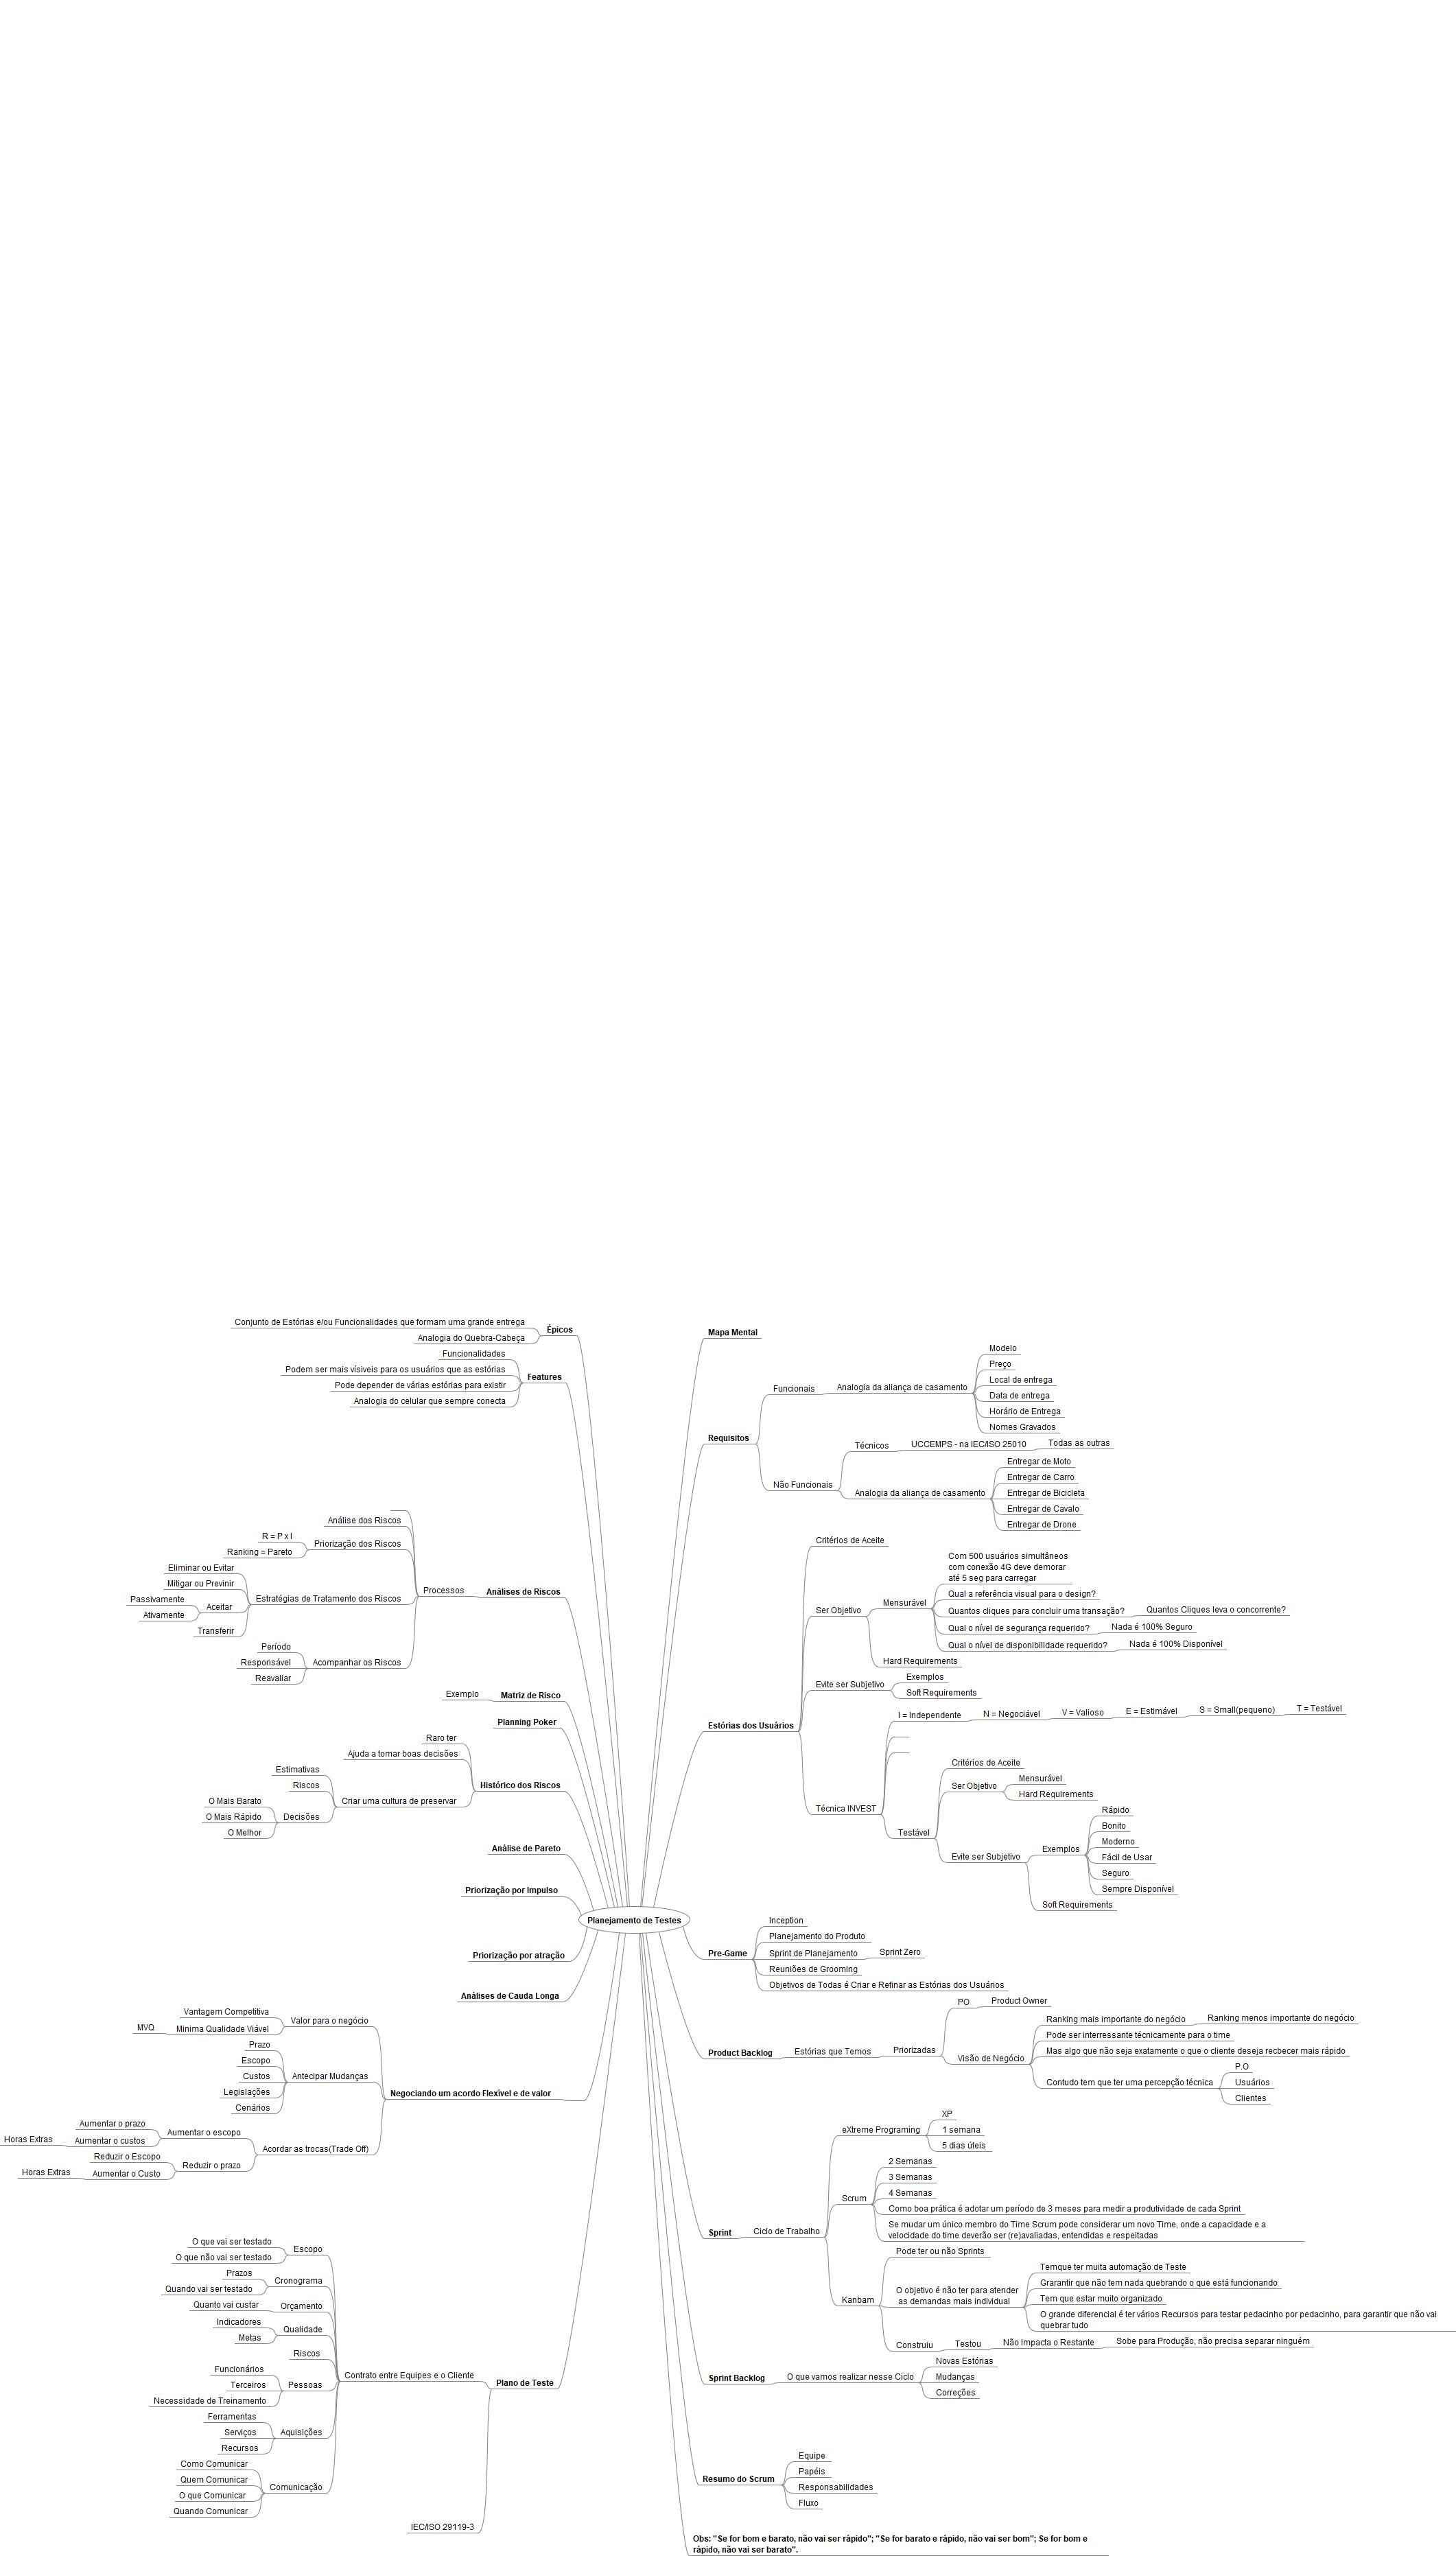 Planejamento de Testes
Mapa Mental
Requisitos
Funcionais
Analogia da aliança de casamento
Modelo
Preço
Local de entrega
Data de entrega
Horário de Entrega
Nomes Gravados
Não Funcionais
Técnicos
UCCEMPS - na IEC/ISO 25010
Todas as outras
Analogia da aliança de casamento
Entregar de Moto
Entregar de Carro
Entregar de Bicicleta
Entregar de Cavalo
Entregar de Drone
Estórias dos Usuários
Critérios de Aceite
Ser Objetivo
Mensurável
Com 500 usuários simultâneos
com conexão 4G deve demorar
até 5 seg para carregar
Qual a referência visual para o design?
Quantos cliques para concluir uma transação?
Quantos Cliques leva o concorrente?
Qual o nível de segurança requerido?
Nada é 100% Seguro
Qual o nível de disponibilidade requerido?
Nada é 100% Disponível
Hard Requirements
Evite ser Subjetivo
Exemplos
Soft Requirements
Técnica INVEST
I = Independente
N = Negociável
V = Valioso
E = Estimável
S = Small(pequeno)
T = Testável
Testável
Critérios de Aceite
Ser Objetivo
Mensurável
Hard Requirements
Evite ser Subjetivo
Exemplos
Rápido
Bonito
Moderno
Fácil de Usar
Seguro
Sempre Disponível
Soft Requirements
Pre-Game
Inception
Planejamento do Produto
Sprint de Planejamento
Sprint Zero
Reuniões de Grooming
Objetivos de Todas é Criar e Refinar as Estórias dos Usuários
Product Backlog
Estórias que Temos
Priorizadas
PO
Product Owner
Visão de Negócio
Ranking mais importante do negócio
Ranking menos importante do negócio
Pode ser interressante técnicamente para o time
Mas algo que não seja exatamente o que o cliente deseja recbecer mais rápido
Contudo tem que ter uma percepção técnica
P.O
Usuários
Clientes
Sprint
Ciclo de Trabalho
eXtreme Programing
XP
1 semana
5 dias úteis
Scrum
2 Semanas
3 Semanas
4 Semanas
Como boa prática é adotar um período de 3 meses para medir a produtividade de cada Sprint
Se mudar um único membro do Time Scrum pode considerar um novo Time, onde a capacidade e a
velocidade do time deverão ser (re)avaliadas, entendidas e respeitadas
Kanbam
Pode ter ou não Sprints
O objetivo é não ter para atender
as demandas mais individual
Temque ter muita automação de Teste
Grarantir que não tem nada quebrando o que está funcionando
Tem que estar muito organizado
O grande diferencial é ter vários Recursos para testar pedacinho por pedacinho, para garantir que não vai
quebrar tudo
Construiu
Testou
Não Impacta o Restante
Sobe para Produção, não precisa separar ninguém
Sprint Backlog
O que vamos realizar nesse Ciclo
Novas Estórias
Mudanças
Correções
Resumo do Scrum
Equipe
Papéis
Responsabilidades
Fluxo
Obs: "Se for bom e barato, não vai ser rápido"; "Se for barato e rápido, não vai ser bom"; Se for bom e
rápido, não vai ser barato".
Épicos
Conjunto de Estórias e/ou Funcionalidades que formam uma grande entrega
Analogia do Quebra-Cabeça
Features
Funcionalidades
Podem ser mais vísiveis para os usuários que as estórias
Pode depender de várias estórias para existir
Analogia do celular que sempre conecta
Análises de Riscos
Processos
Análise dos Riscos
Priorização dos Riscos
R = P x I
Ranking = Pareto
Estratégias de Tratamento dos Riscos
Eliminar ou Evitar
Mitigar ou Previnir
Aceitar
Passivamente
Ativamente
Transferir
Acompanhar os Riscos
Período
Responsável
Reavaliar
Matriz de Risco
Exemplo
Planning Poker
Histórico dos Riscos
Raro ter
Ajuda a tomar boas decisões
Criar uma cultura de preservar
Estimativas
Riscos
Decisões
O Mais Barato
O Mais Rápido
O Melhor
Análise de Pareto
Priorização por Impulso
Priorização por atração
Análises de Cauda Longa
Negociando um acordo Flexível e de valor
Valor para o negócio
Vantagem Competitiva
Minima Qualidade Viável
MVQ
Antecipar Mudanças
Prazo
Escopo
Custos
Legislações
Cenários
Acordar as trocas(Trade Off)
Aumentar o escopo
Aumentar o prazo
Aumentar o custos
Horas Extras
Reduzir o prazo
Reduzir o Escopo
Aumentar o Custo
Horas Extras
Plano de Teste
Contrato entre Equipes e o Cliente
Escopo
O que vai ser testado
O que não vai ser testado
Cronograma
Prazos
Quando vai ser testado
Orçamento
Quanto vai custar
Qualidade
Indicadores
Metas
Riscos
Pessoas
Funcionários
Terceiros
Necessidade de Treinamento
Aquisições
Ferramentas
Serviços
Recursos
Comunicação
Como Comunicar
Quem Comunicar
O que Comunicar
Quando Comunicar
IEC/ISO 29119-3